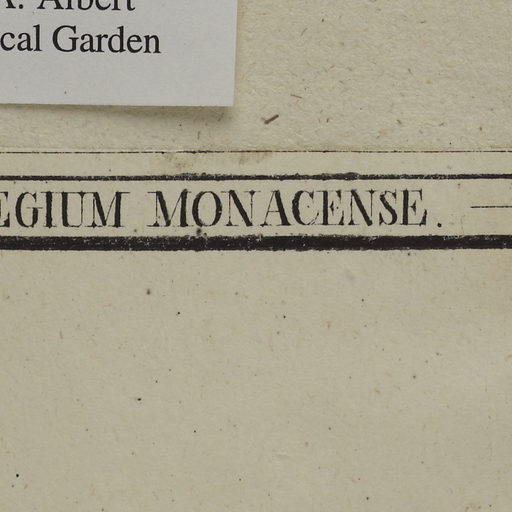 A. Albert
cal Garden
EGIUM MONACENSE.